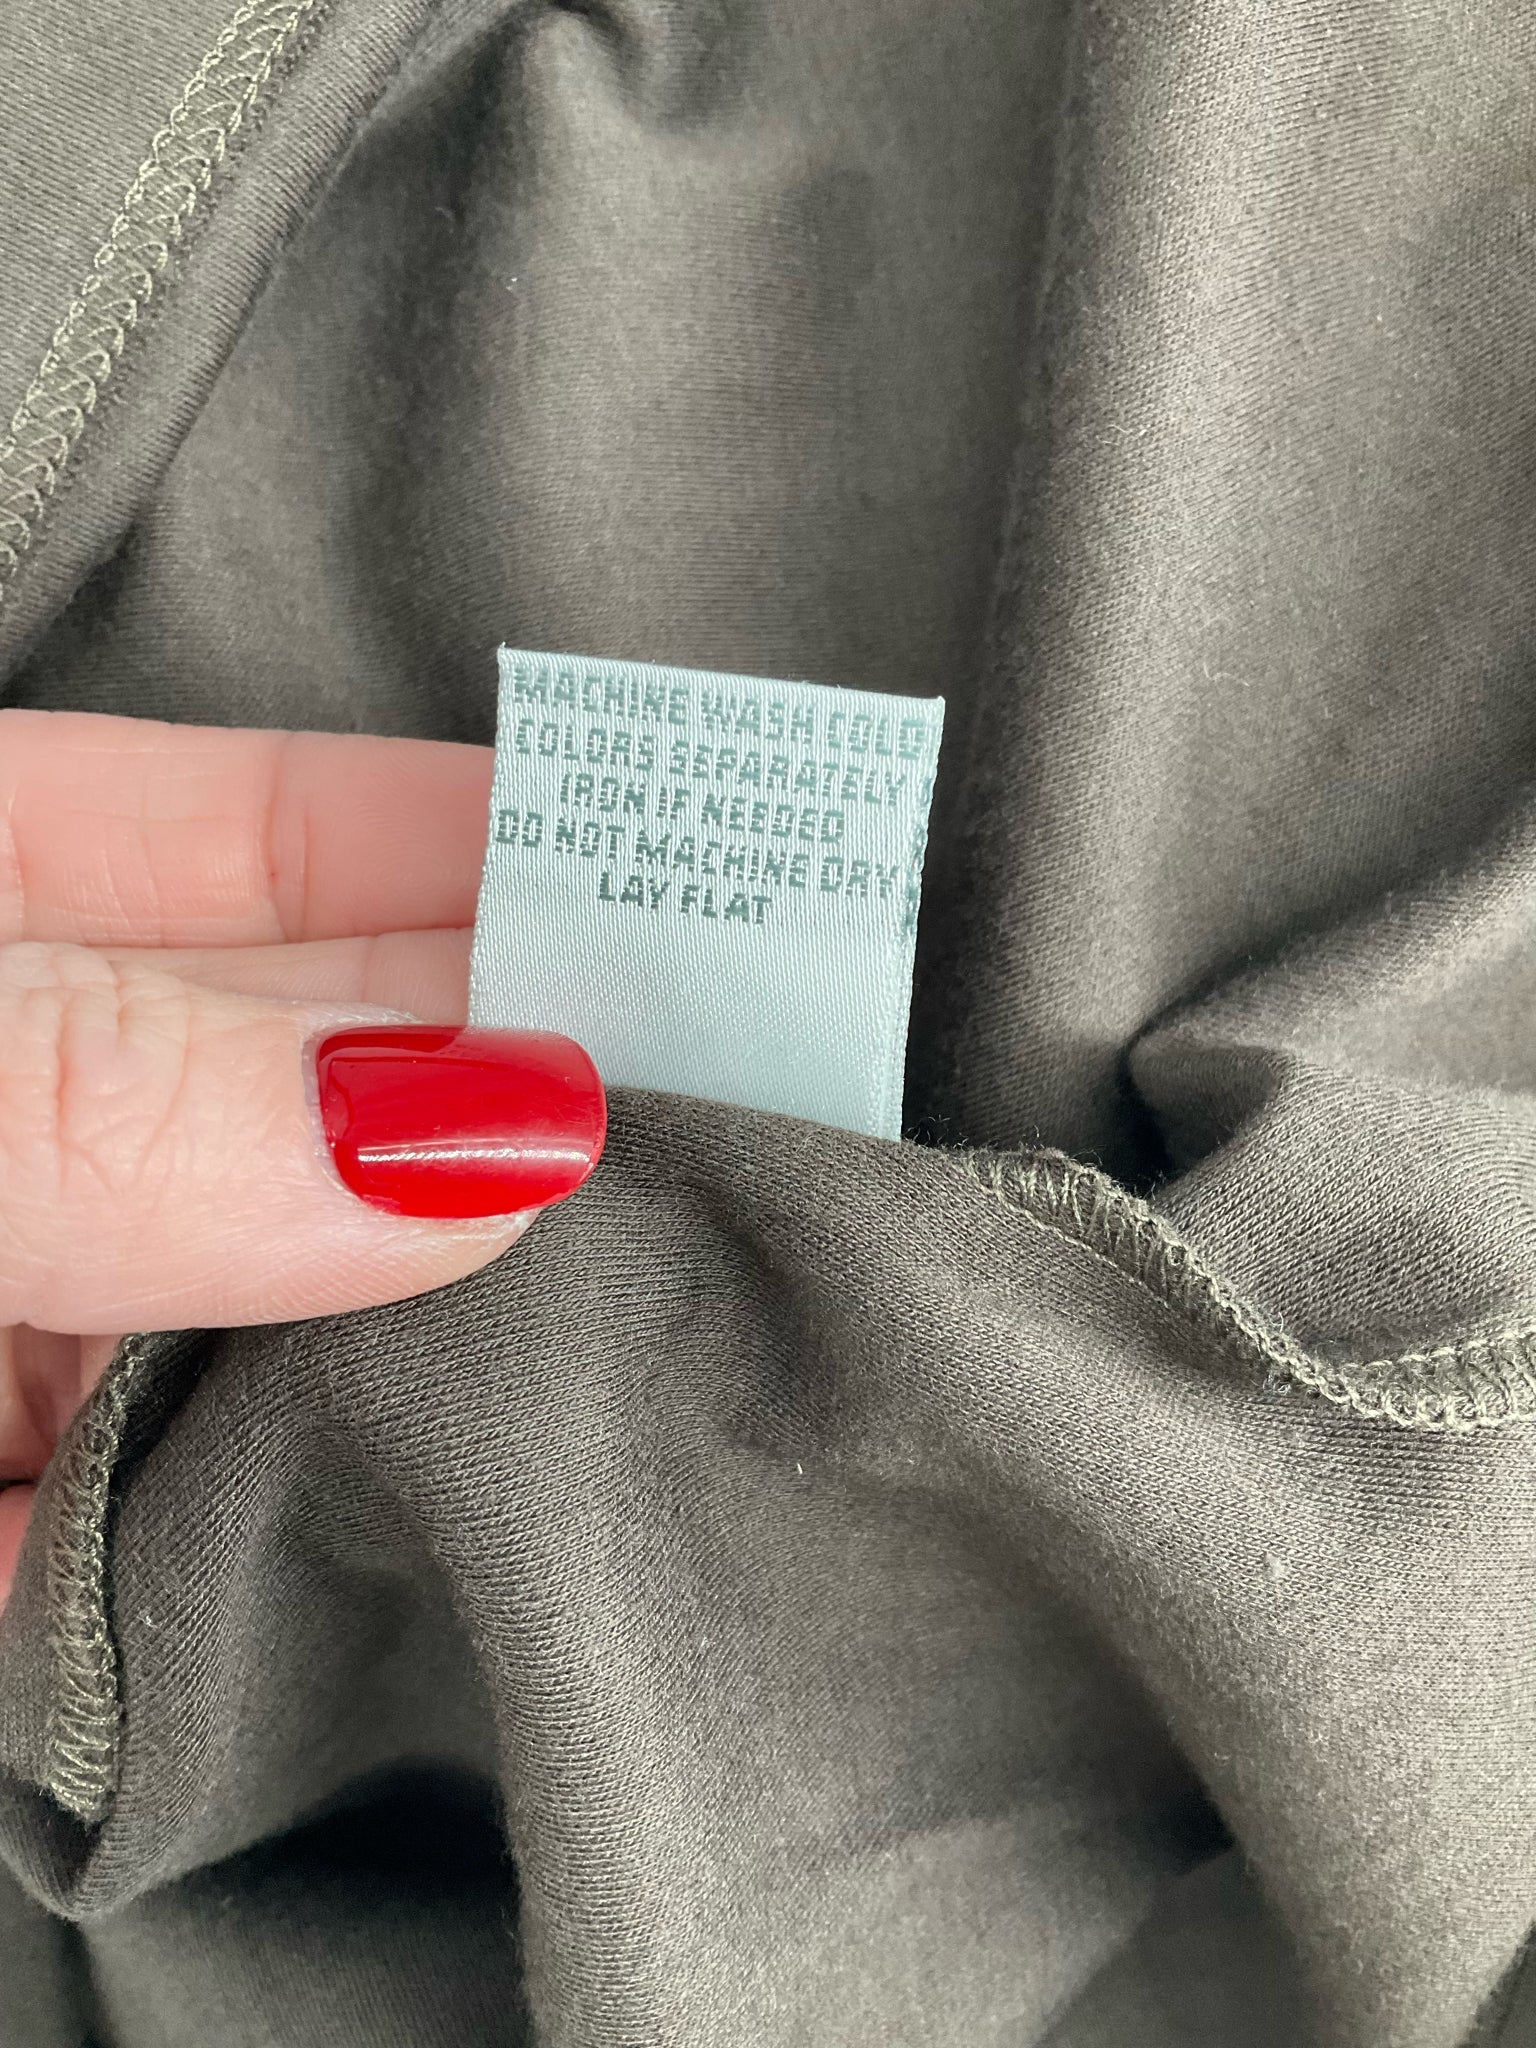 MACHINE WASH COLD
COLORS SEPARATELY
IRON IF NEEDED
DO NOT MACHINE DRY
LAY FLAT